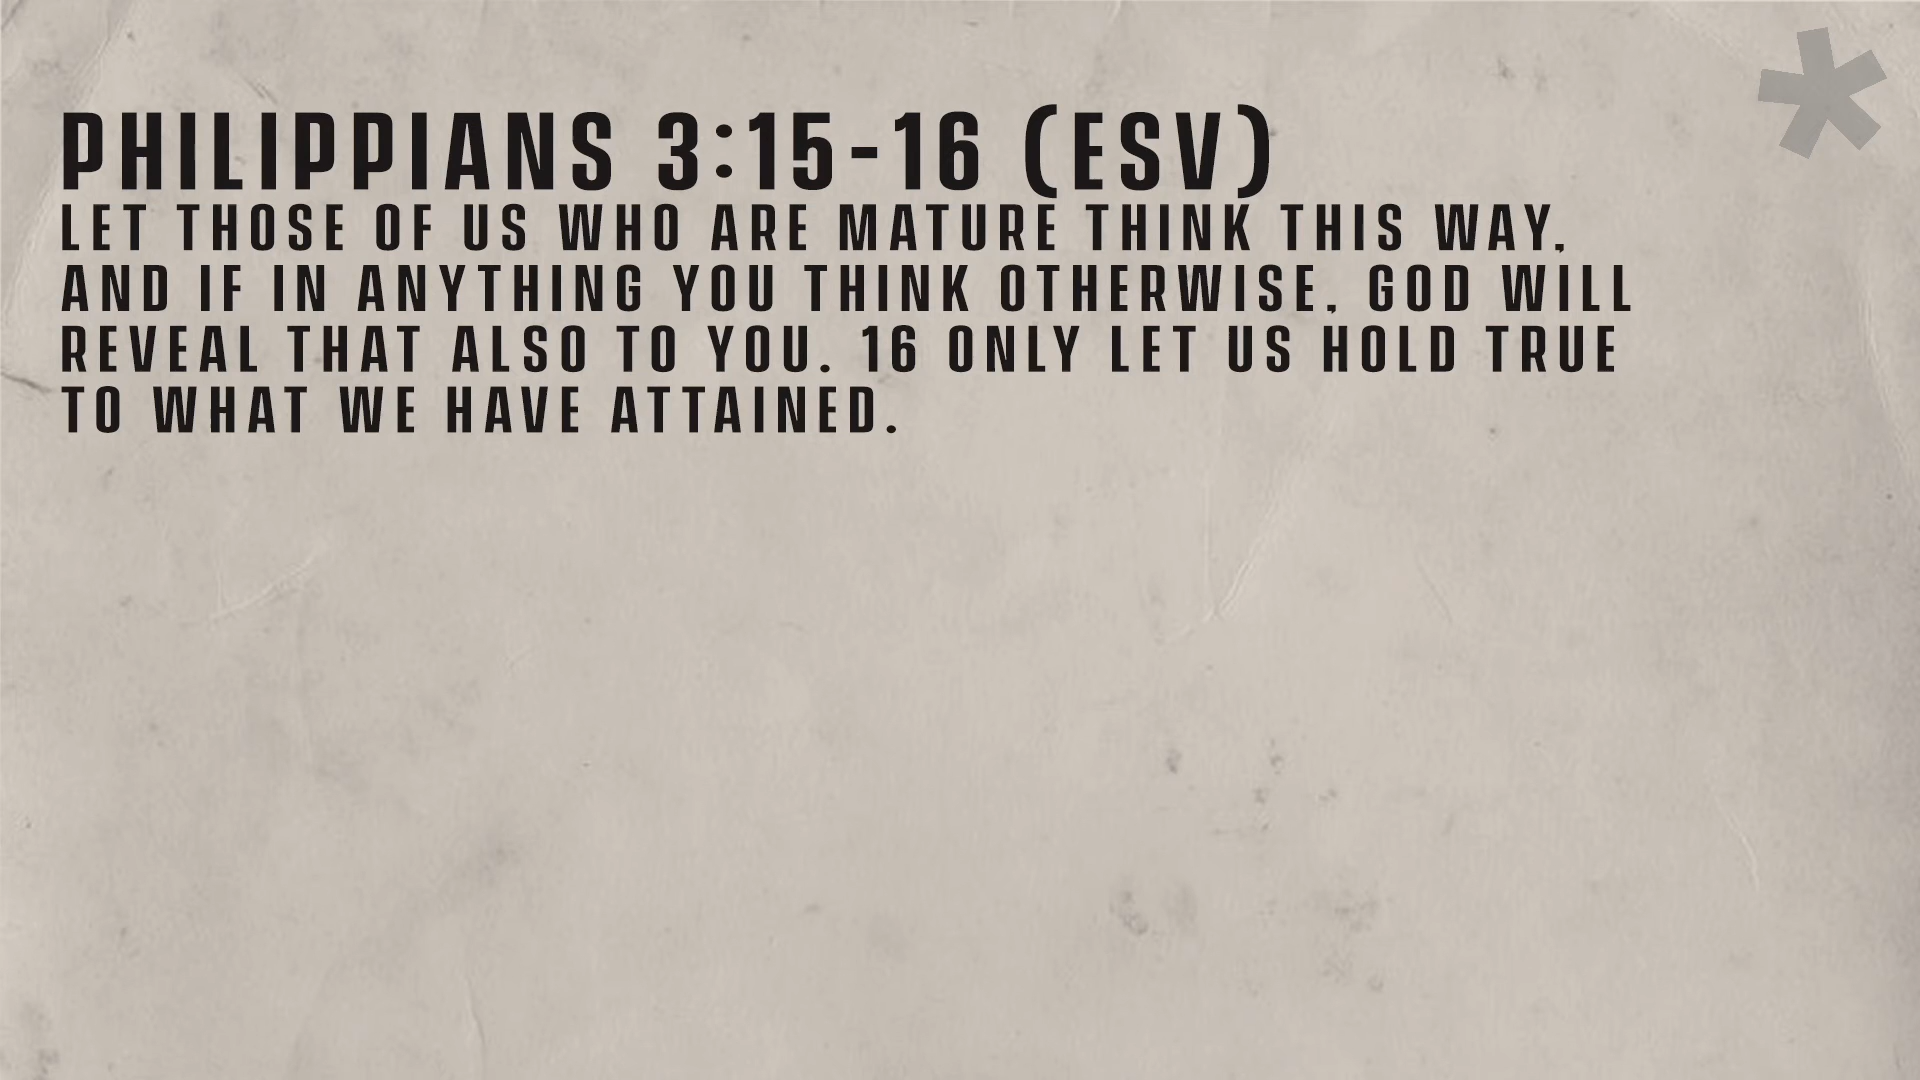 PHILIPPIANS 3:15-16 (ESV)
LET THOSE OF US WHO ARE MATURE THINK THIS WAY,
AND IF IN ANYTHING YOU THINK OTHERWISE, GOD WILL
REVEAL THAT ALSO TO YOU. 16 ONLY LET US HOLD TRUE
TO WHAT WE HAVE ATTAINED.